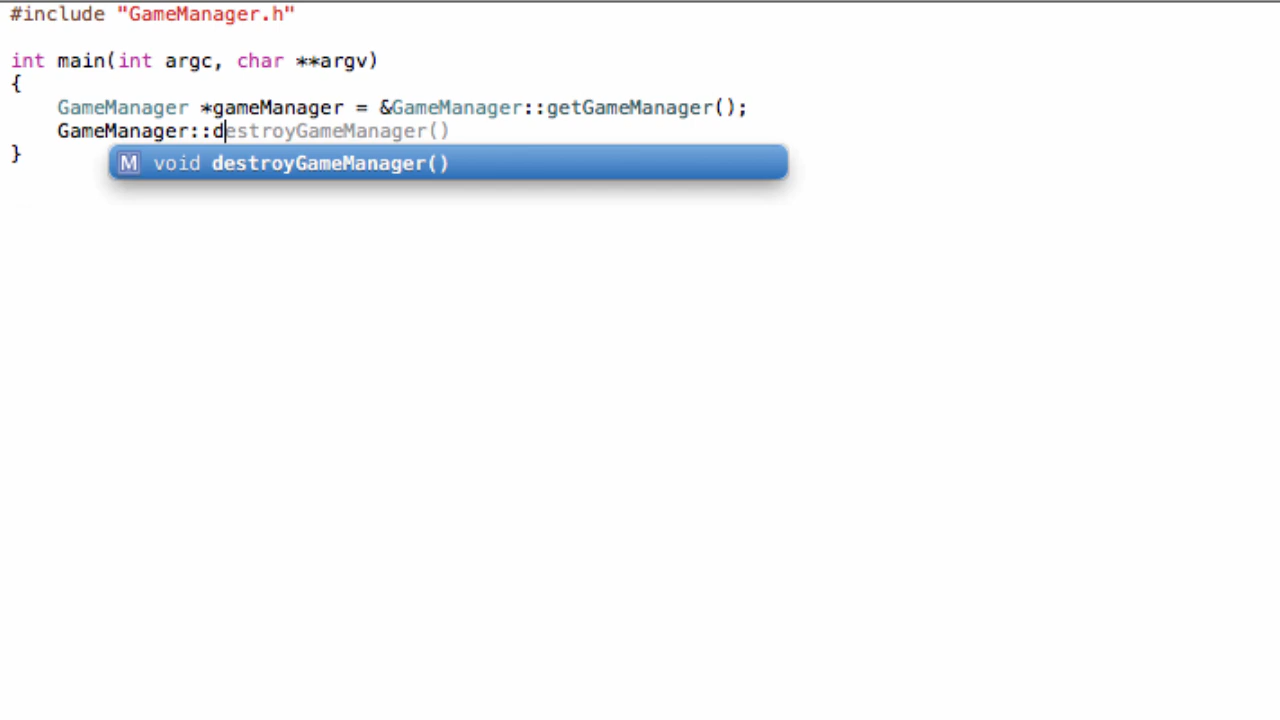 #include "GameManager.h"
int main(int argc, char **argv)
{
GameManager *gameManager = &GameManager::getGameManager();
GameManager::destroyGameManager()
}
M void destroyGameManager()